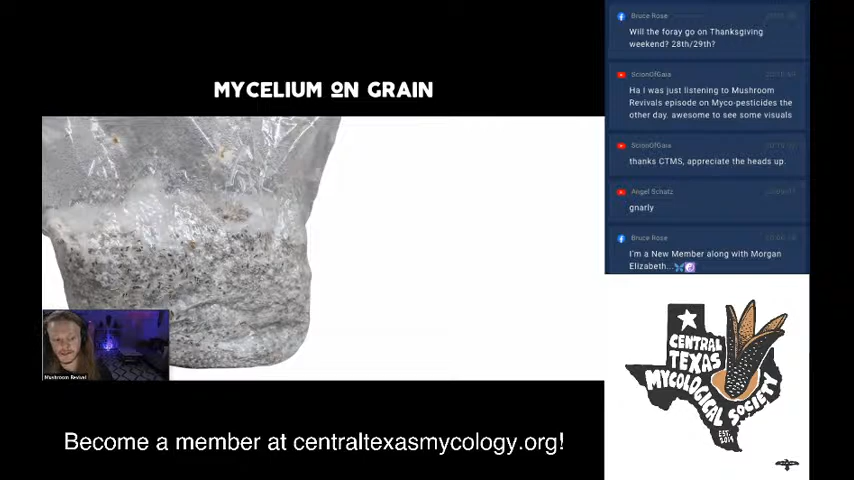 MYCELIUM ON GRAIN
Mushroom Revival
Become a member at centraltexasmycology.org!
Bruce Rose
Will the foray go on Thanksgiving
weekend? 28th/29th?
ScionOfGaia
Ha I was just listening to Mushroom
Revivals episode on Myco-pesticides the
other day. awesome to see some visuals
ScionOfGaia
thanks CTMS, appreciate the heads up.
Angel Schatz
gnarly
Bruce Rose
I'm a New Member along with Morgan
Elizabeth...
CENTRAL
TEXAS
MYCOLOGICAL
SOCIETY
EST.
2019